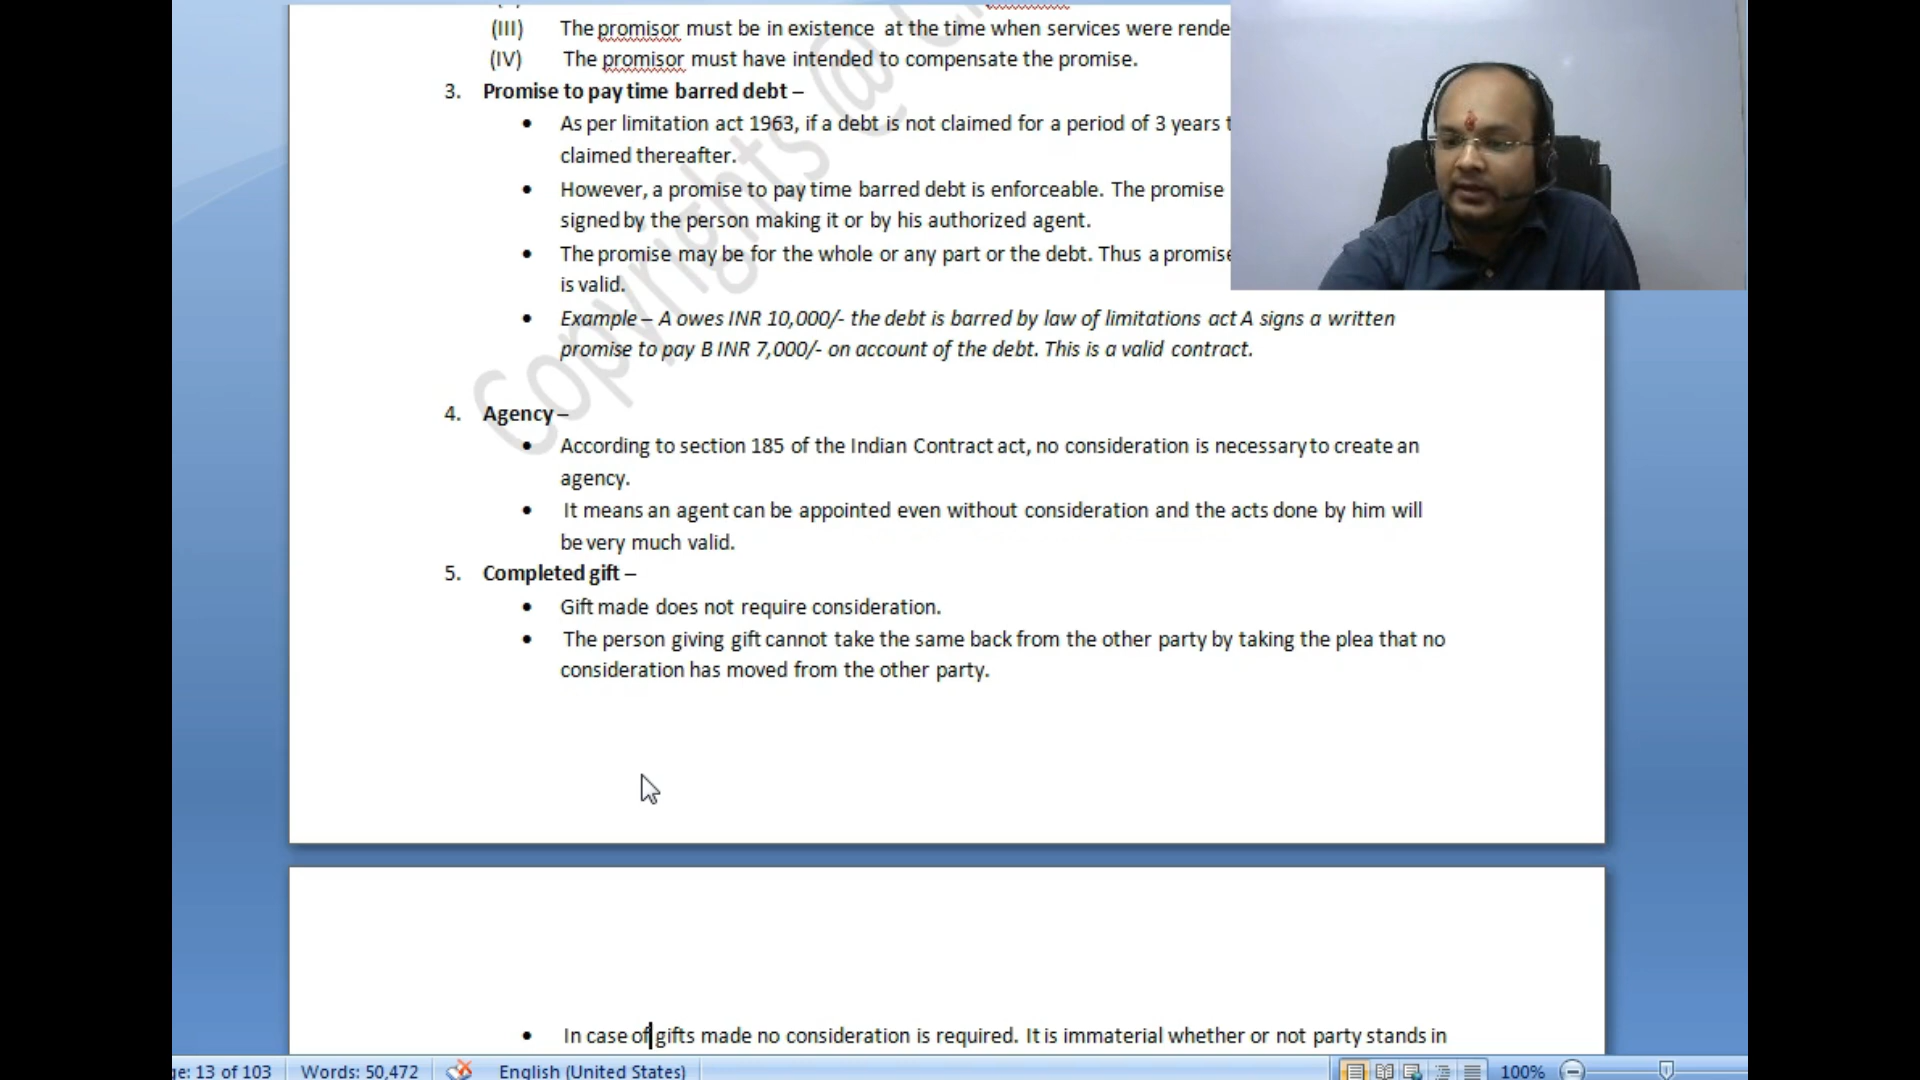 (III) The promisor must be in existence at the time when services were rende
(IV) The promisor must have intended to compensate the promise.
3. Promise to pay time barred debt –
• As per limitation act 1963, if a debt is not claimed for a period of 3 years t
claimed thereafter.
• However, a promise to pay time barred debt is enforceable. The promise
signed by the person making it or by his authorized agent.
• The promise may be for the whole or any part or the debt. Thus a promise
is valid.
• Example – A owes INR 10,000/- the debt is barred by law of limitations act A signs a written
promise to pay B INR 7,000/- on account of the debt. This is a valid contract.
4. Agency –
• According to section 185 of the Indian Contract act, no consideration is necessary to create an
agency.
• It means an agent can be appointed even without consideration and the acts done by him will
be very much valid.
5. Completed gift –
• Gift made does not require consideration.
• The person giving gift cannot take the same back from the other party by taking the plea that no
consideration has moved from the other party.
• In case of gifts made no consideration is required. It is immaterial whether or not party stands in
Copyrights @
ge: 13 of 103 Words: 50,472 English (United States) 100%